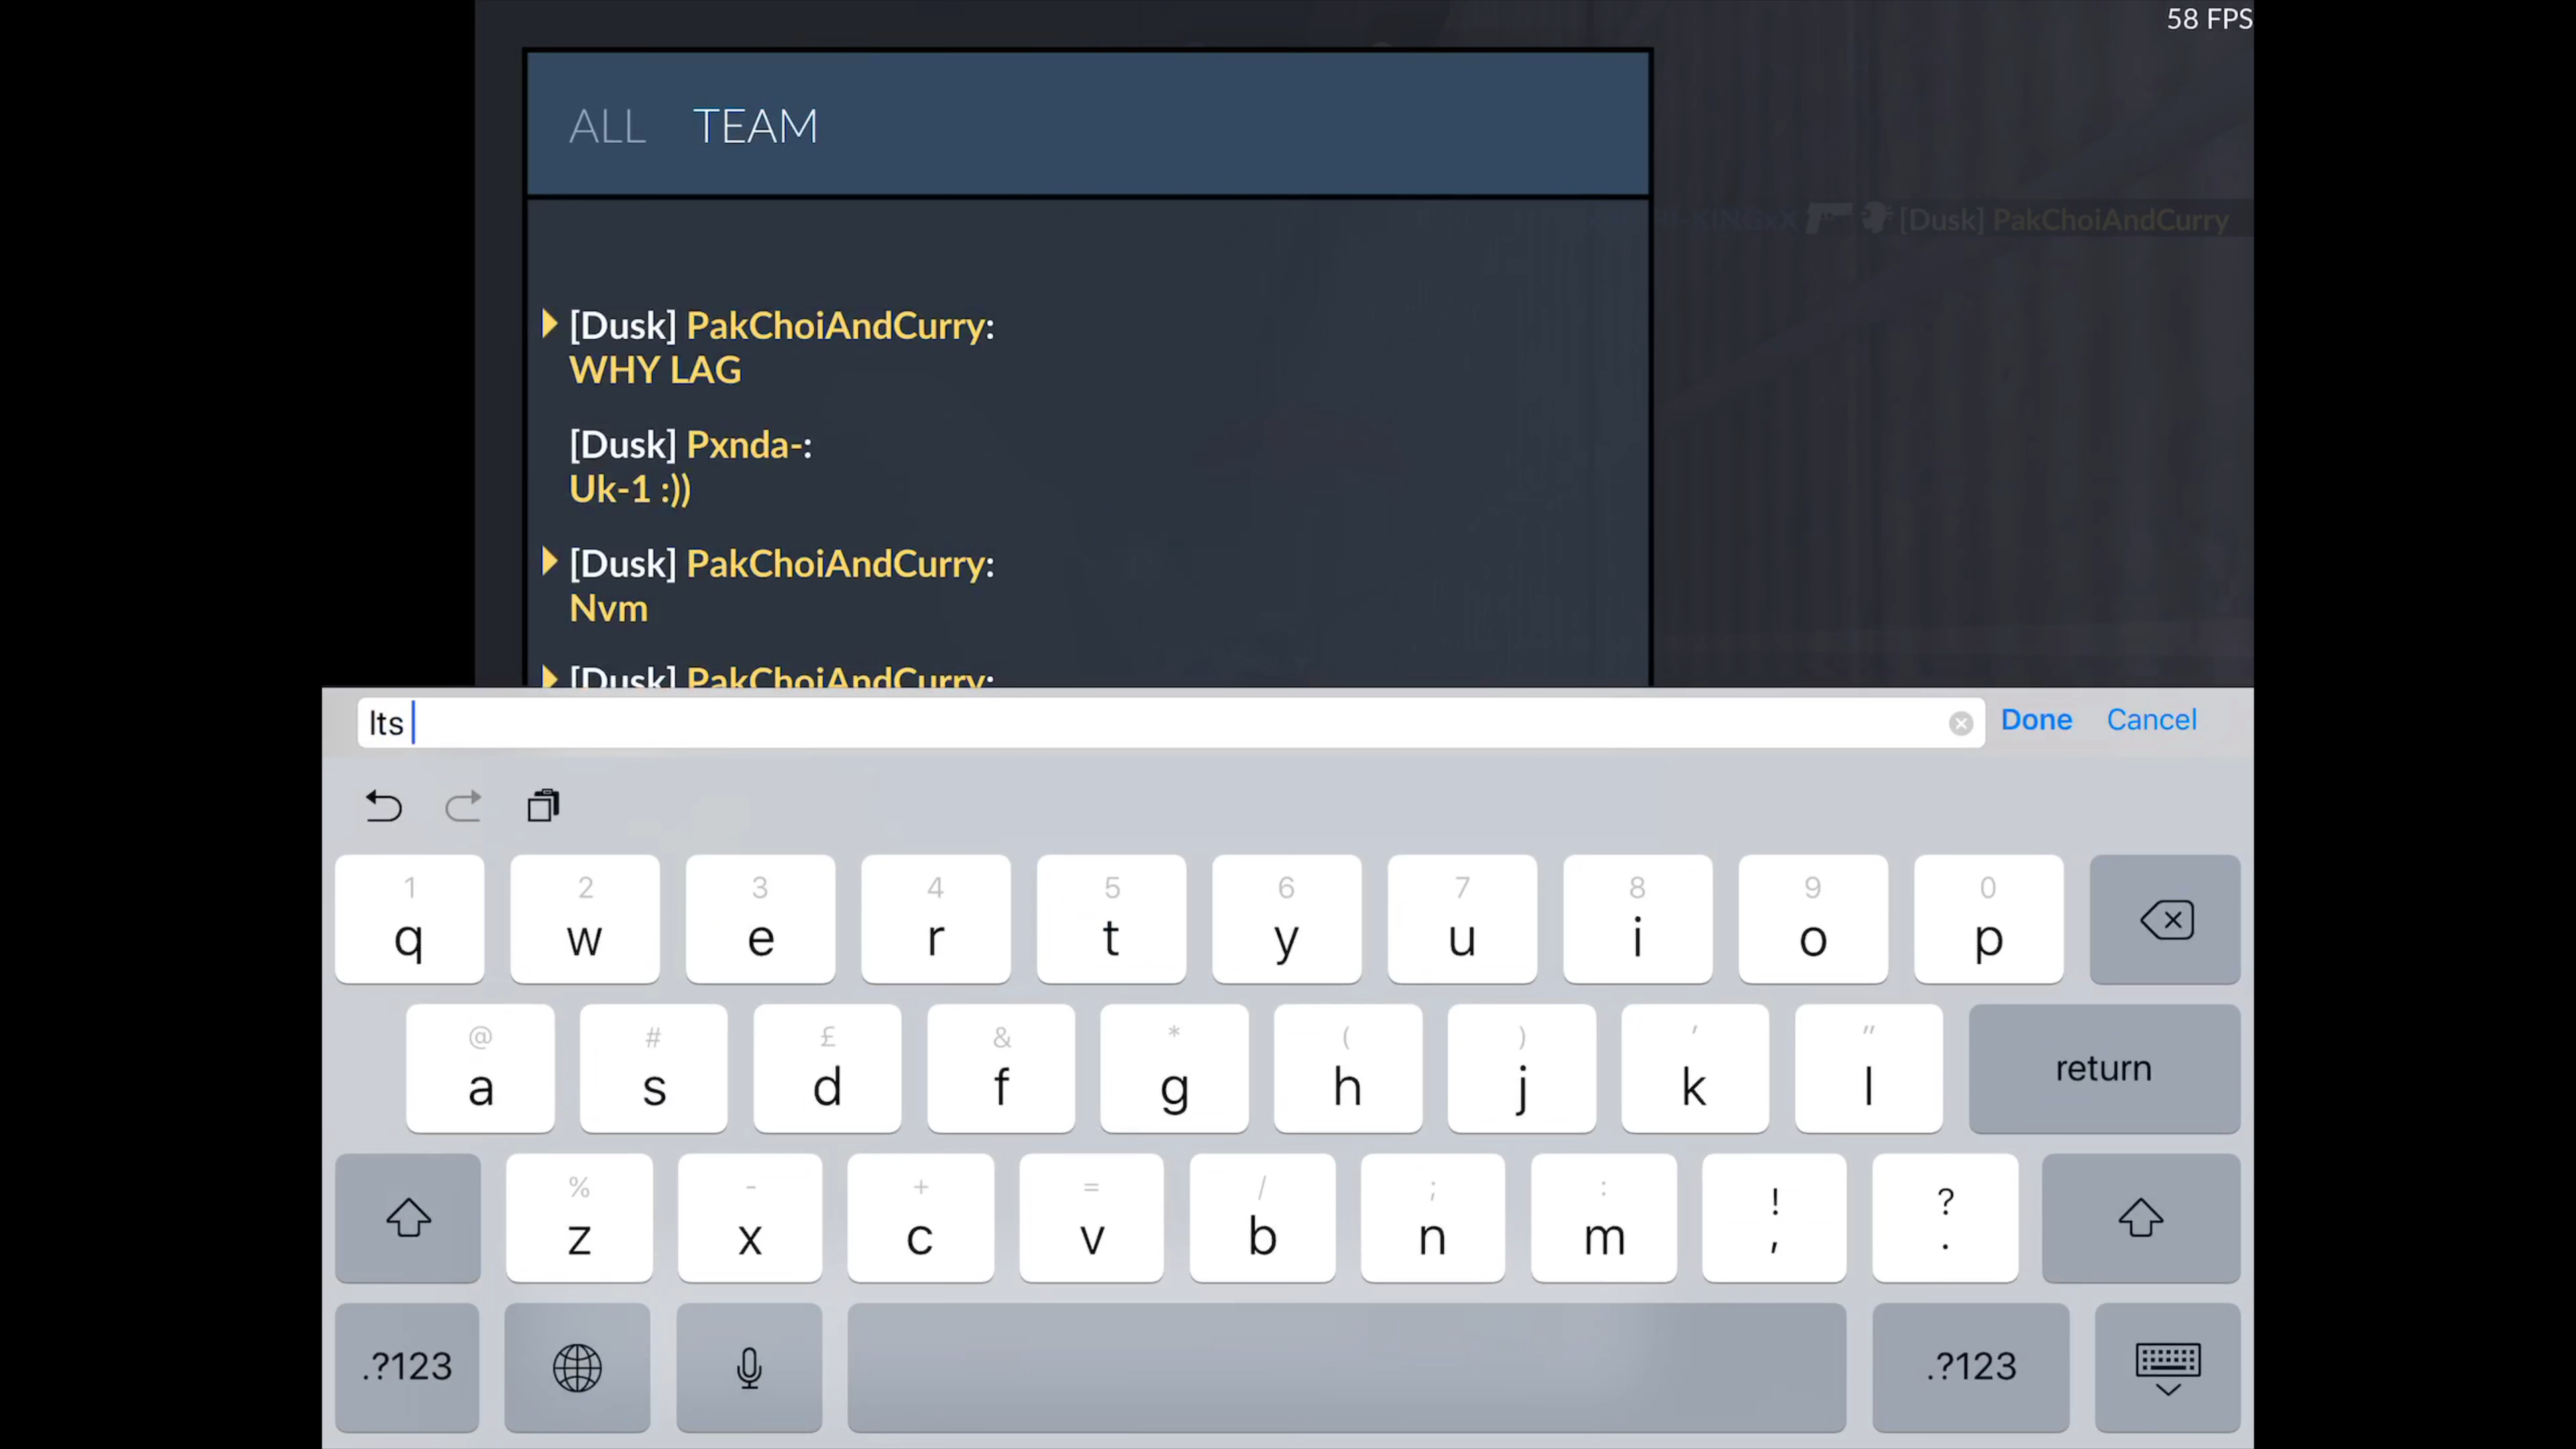 58 FPS
ALL TEAM
[Dusk] PakChoiAndCurry
[Dusk] PakChoiAndCurry:
WHY LAG
[Dusk] Pxnda-:
Uk-1 :))
[Dusk] PakChoiAndCurry:
Nvm
[Dusk] PakChoiAndCurry:
Its
Done Cancel
1 2 3 4 5 6 7 8 9 0
q w e r t y u i o p
@ # £ & * ( ) ' "
a s d f g h j k l return
% - + = / ; : ! ?
z x c v b n m , .
.?123 .?123